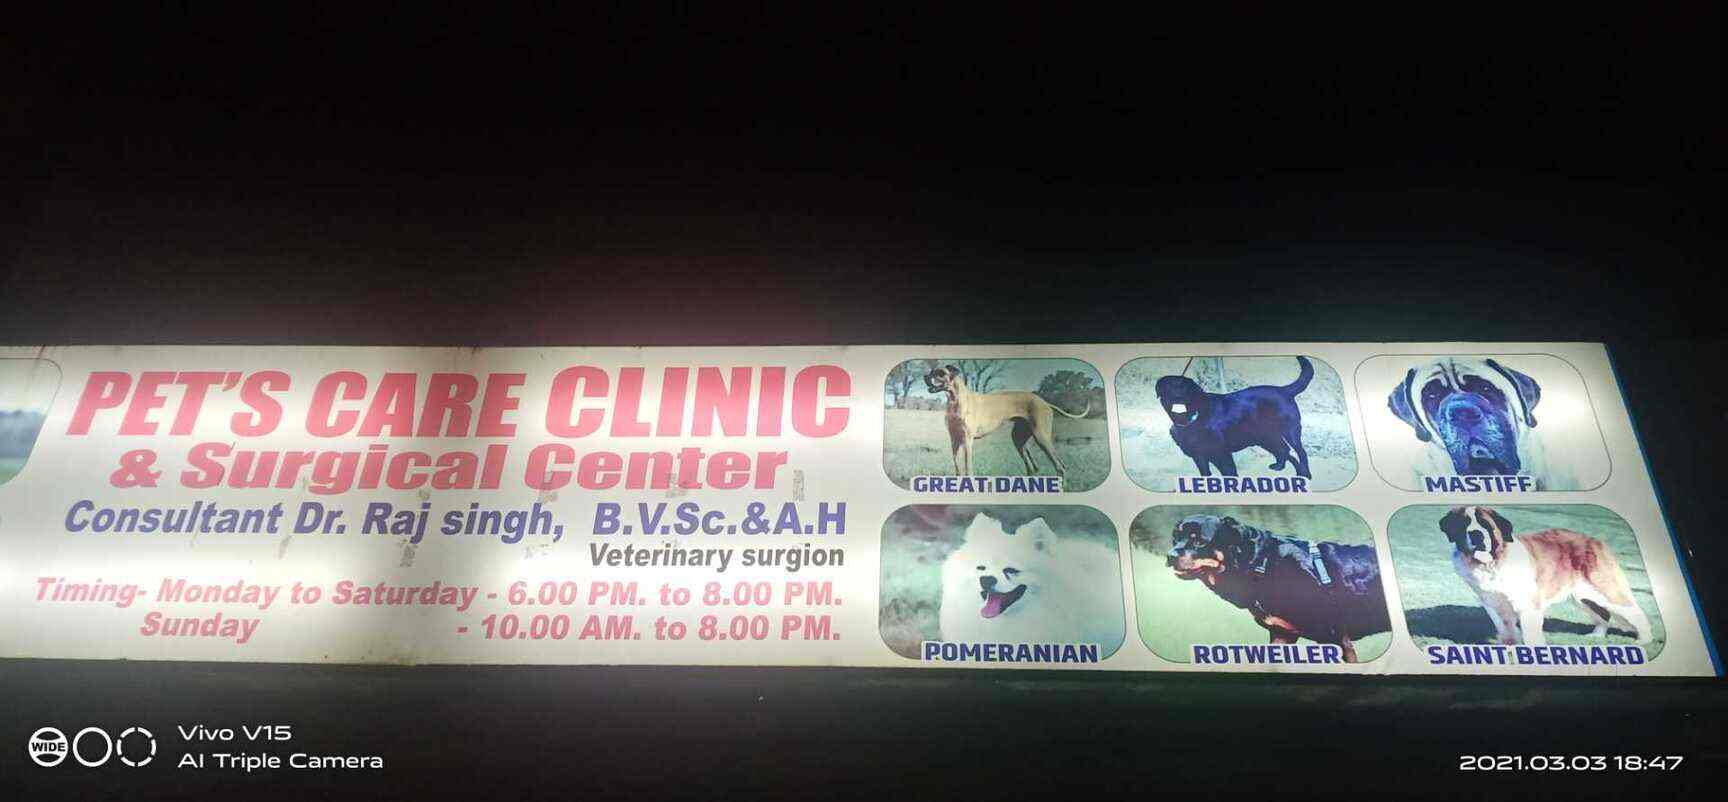 PET'S CARE CLINIC
& Surgical Center
Consultant Dr. Raj singh, B.V.Sc.&A.H
Veterinary surgion
Timing- Monday to Saturday - 6.00 PM. to 8.00 PM.
Sunday - 10.00 AM. to 8.00 PM.
GREAT DANE
LEBRADOR
MASTIFF
POMERANIAN
ROTWEILER
SAINT BERNARD
WIDE
Vivo V15
AI Triple Camera
2021.03.03 18:47